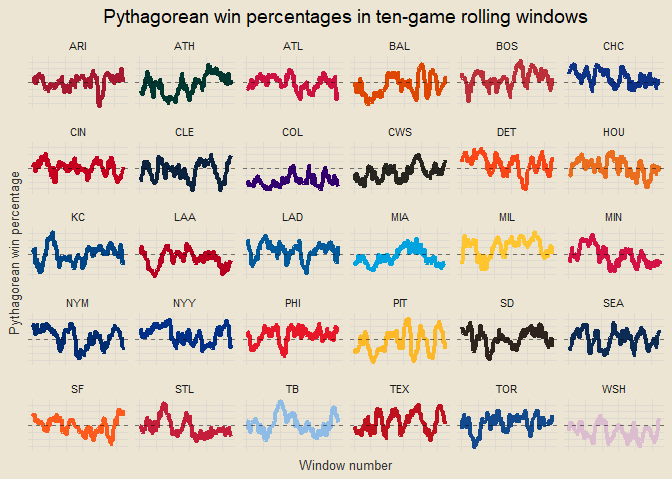 Pythagorean win percentages in ten-game rolling windows
ARI ATH ATL BAL BOS CHC
CIN CLE COL CWS DET HOU
KC LAA LAD MIA MIL MIN
NYM NYY PHI PIT SD SEA
SF STL TB TEX TOR WSH
Pythagorean win percentage
Window number